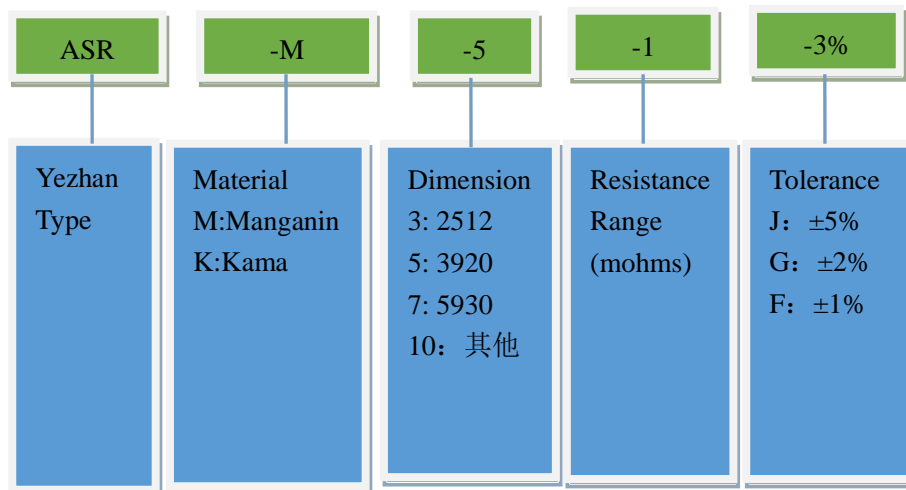 ASR
-M
-5
-1
-3%
Yezhan
Type
Material
M:Manganin
K:Kama
Dimension
3: 2512
5: 3920
7: 5930
10：其他
Resistance
Range
(mohms)
Tolerance
J： ±5%
G： ±2%
F： ±1%